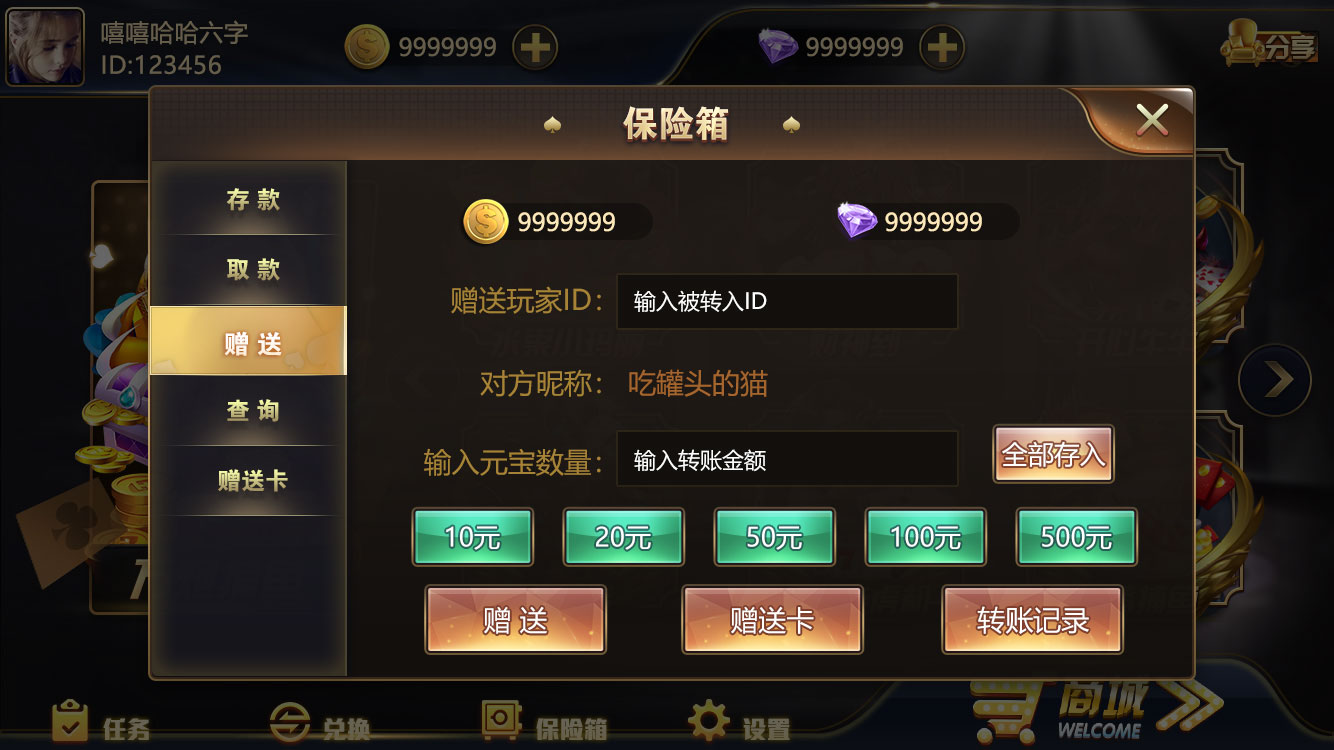 嘻嘻哈哈六字
ID:123456
9999999
9999999
分享
保险箱
存款
取款
赠送
查询
赠送卡
9999999
9999999
赠送玩家ID：
输入被转入ID
对方昵称：
吃罐头的猫
输入元宝数量：
输入转账金额
全部存入
10元
20元
50元
100元
500元
赠送
赠送卡
转账记录
任务
兑换
保险箱
设置
商城
WELCOME